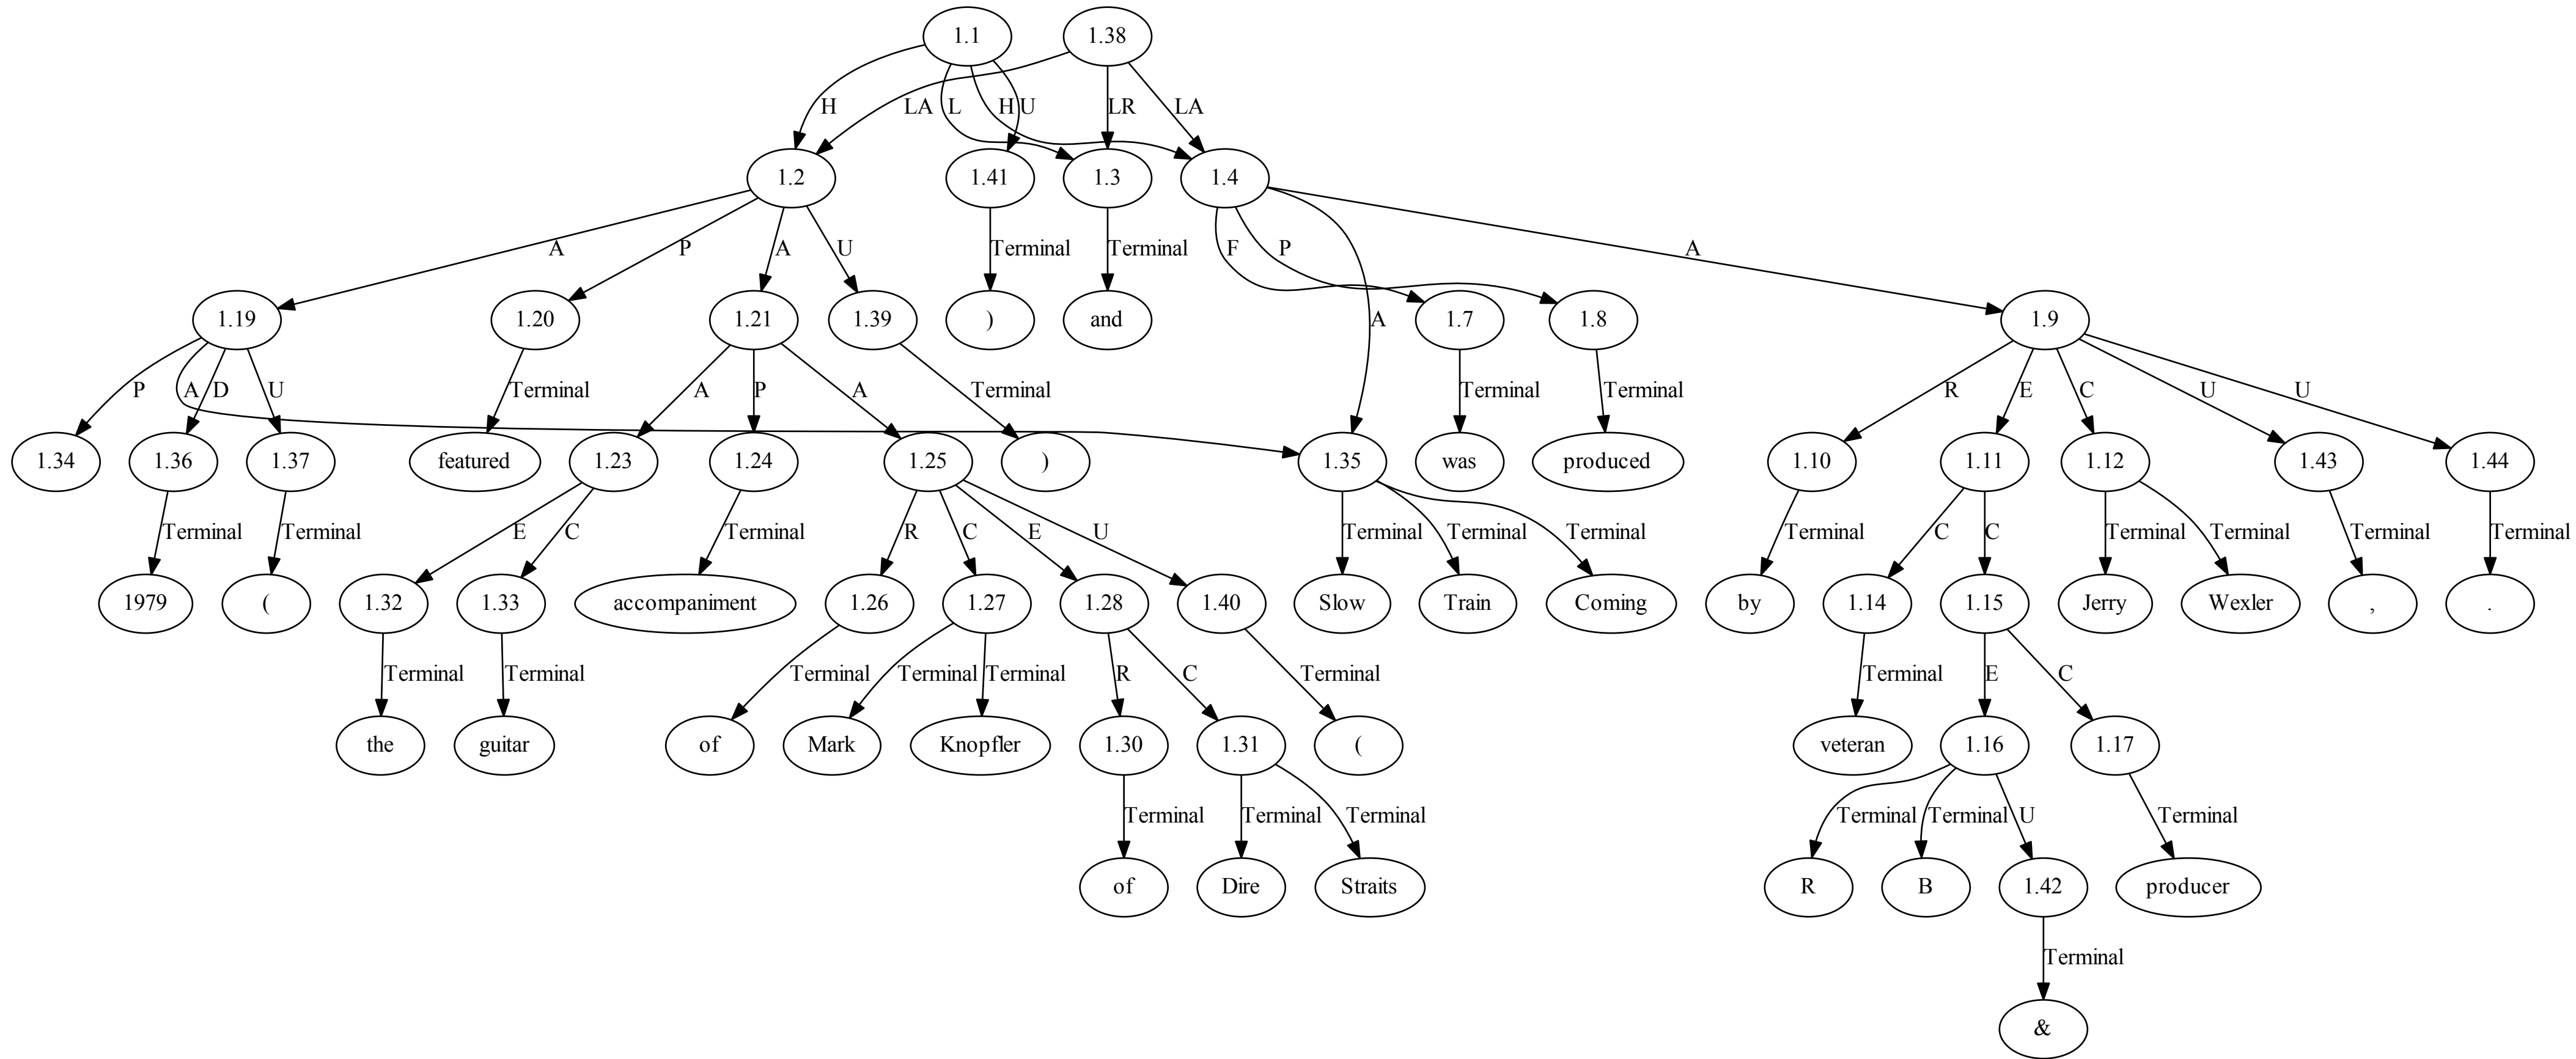 1.1 1.38
H LA L H U LR LA
1.2 1.41 1.3 1.4
A P A U Terminal Terminal F P A A
1.19 1.20 1.21 1.39 ) and 1.7 1.8 1.9
P A D U Terminal A P A Terminal Terminal Terminal R E C U U
1.34 1.36 1.37 featured 1.23 1.24 1.25 ) 1.35 was produced 1.10 1.11 1.12 1.43 1.44
Terminal Terminal E C Terminal R C E U Terminal Terminal Terminal Terminal C C Terminal Terminal Terminal Terminal
1979 ( 1.32 1.33 accompaniment 1.26 1.27 1.28 1.40 Slow Train Coming by 1.14 1.15 Jerry Wexler , .
Terminal Terminal Terminal Terminal Terminal R C Terminal Terminal E C
the guitar of Mark Knopfler 1.30 1.31 ( veteran 1.16 1.17
Terminal Terminal Terminal Terminal Terminal U Terminal
of Dire Straits R B 1.42 producer
Terminal
&